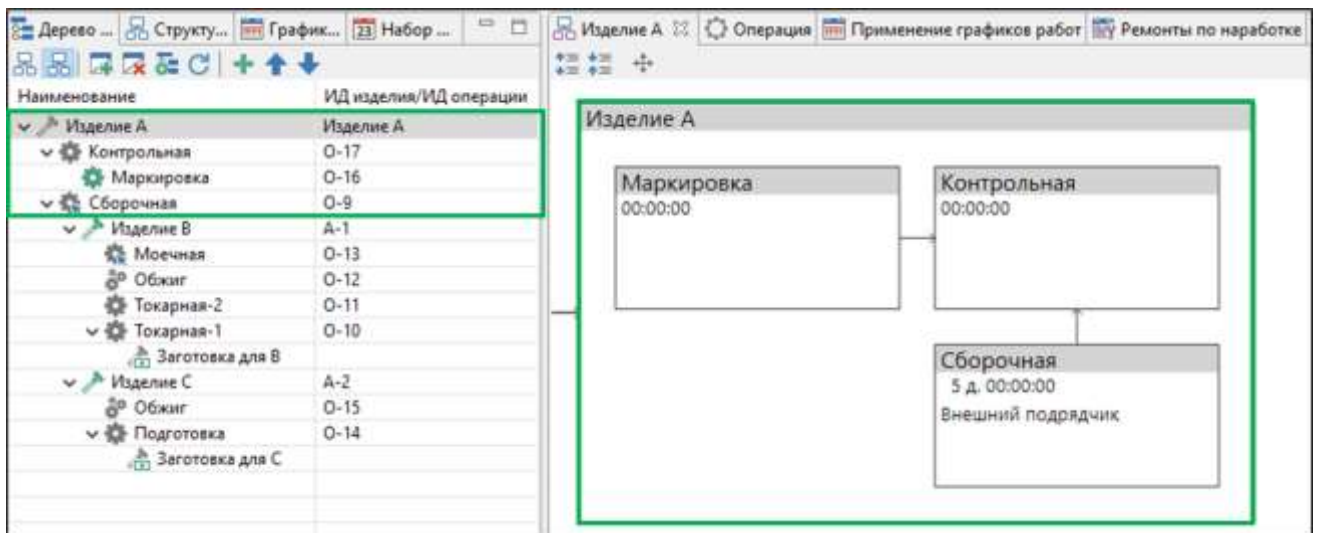 Дерево ... Структу... График... 23 Набор ...
Наименование ИД изделия/ИД операции
Изделие A Изделие A
Контрольная О-17
Маркировка О-16
Сборочная О-9
Изделие B А-1
Моечная О-13
Обжиг О-12
Токарная-2 О-11
Токарная-1 О-10
Заготовка для B
Изделие C А-2
Обжиг О-15
Подготовка О-14
Заготовка для C
Изделие A Операция Применение графиков работ Ремонты по наработке
Изделие A
Маркировка
00:00:00
Контрольная
00:00:00
Сборочная
5 д. 00:00:00
Внешний подрядчик